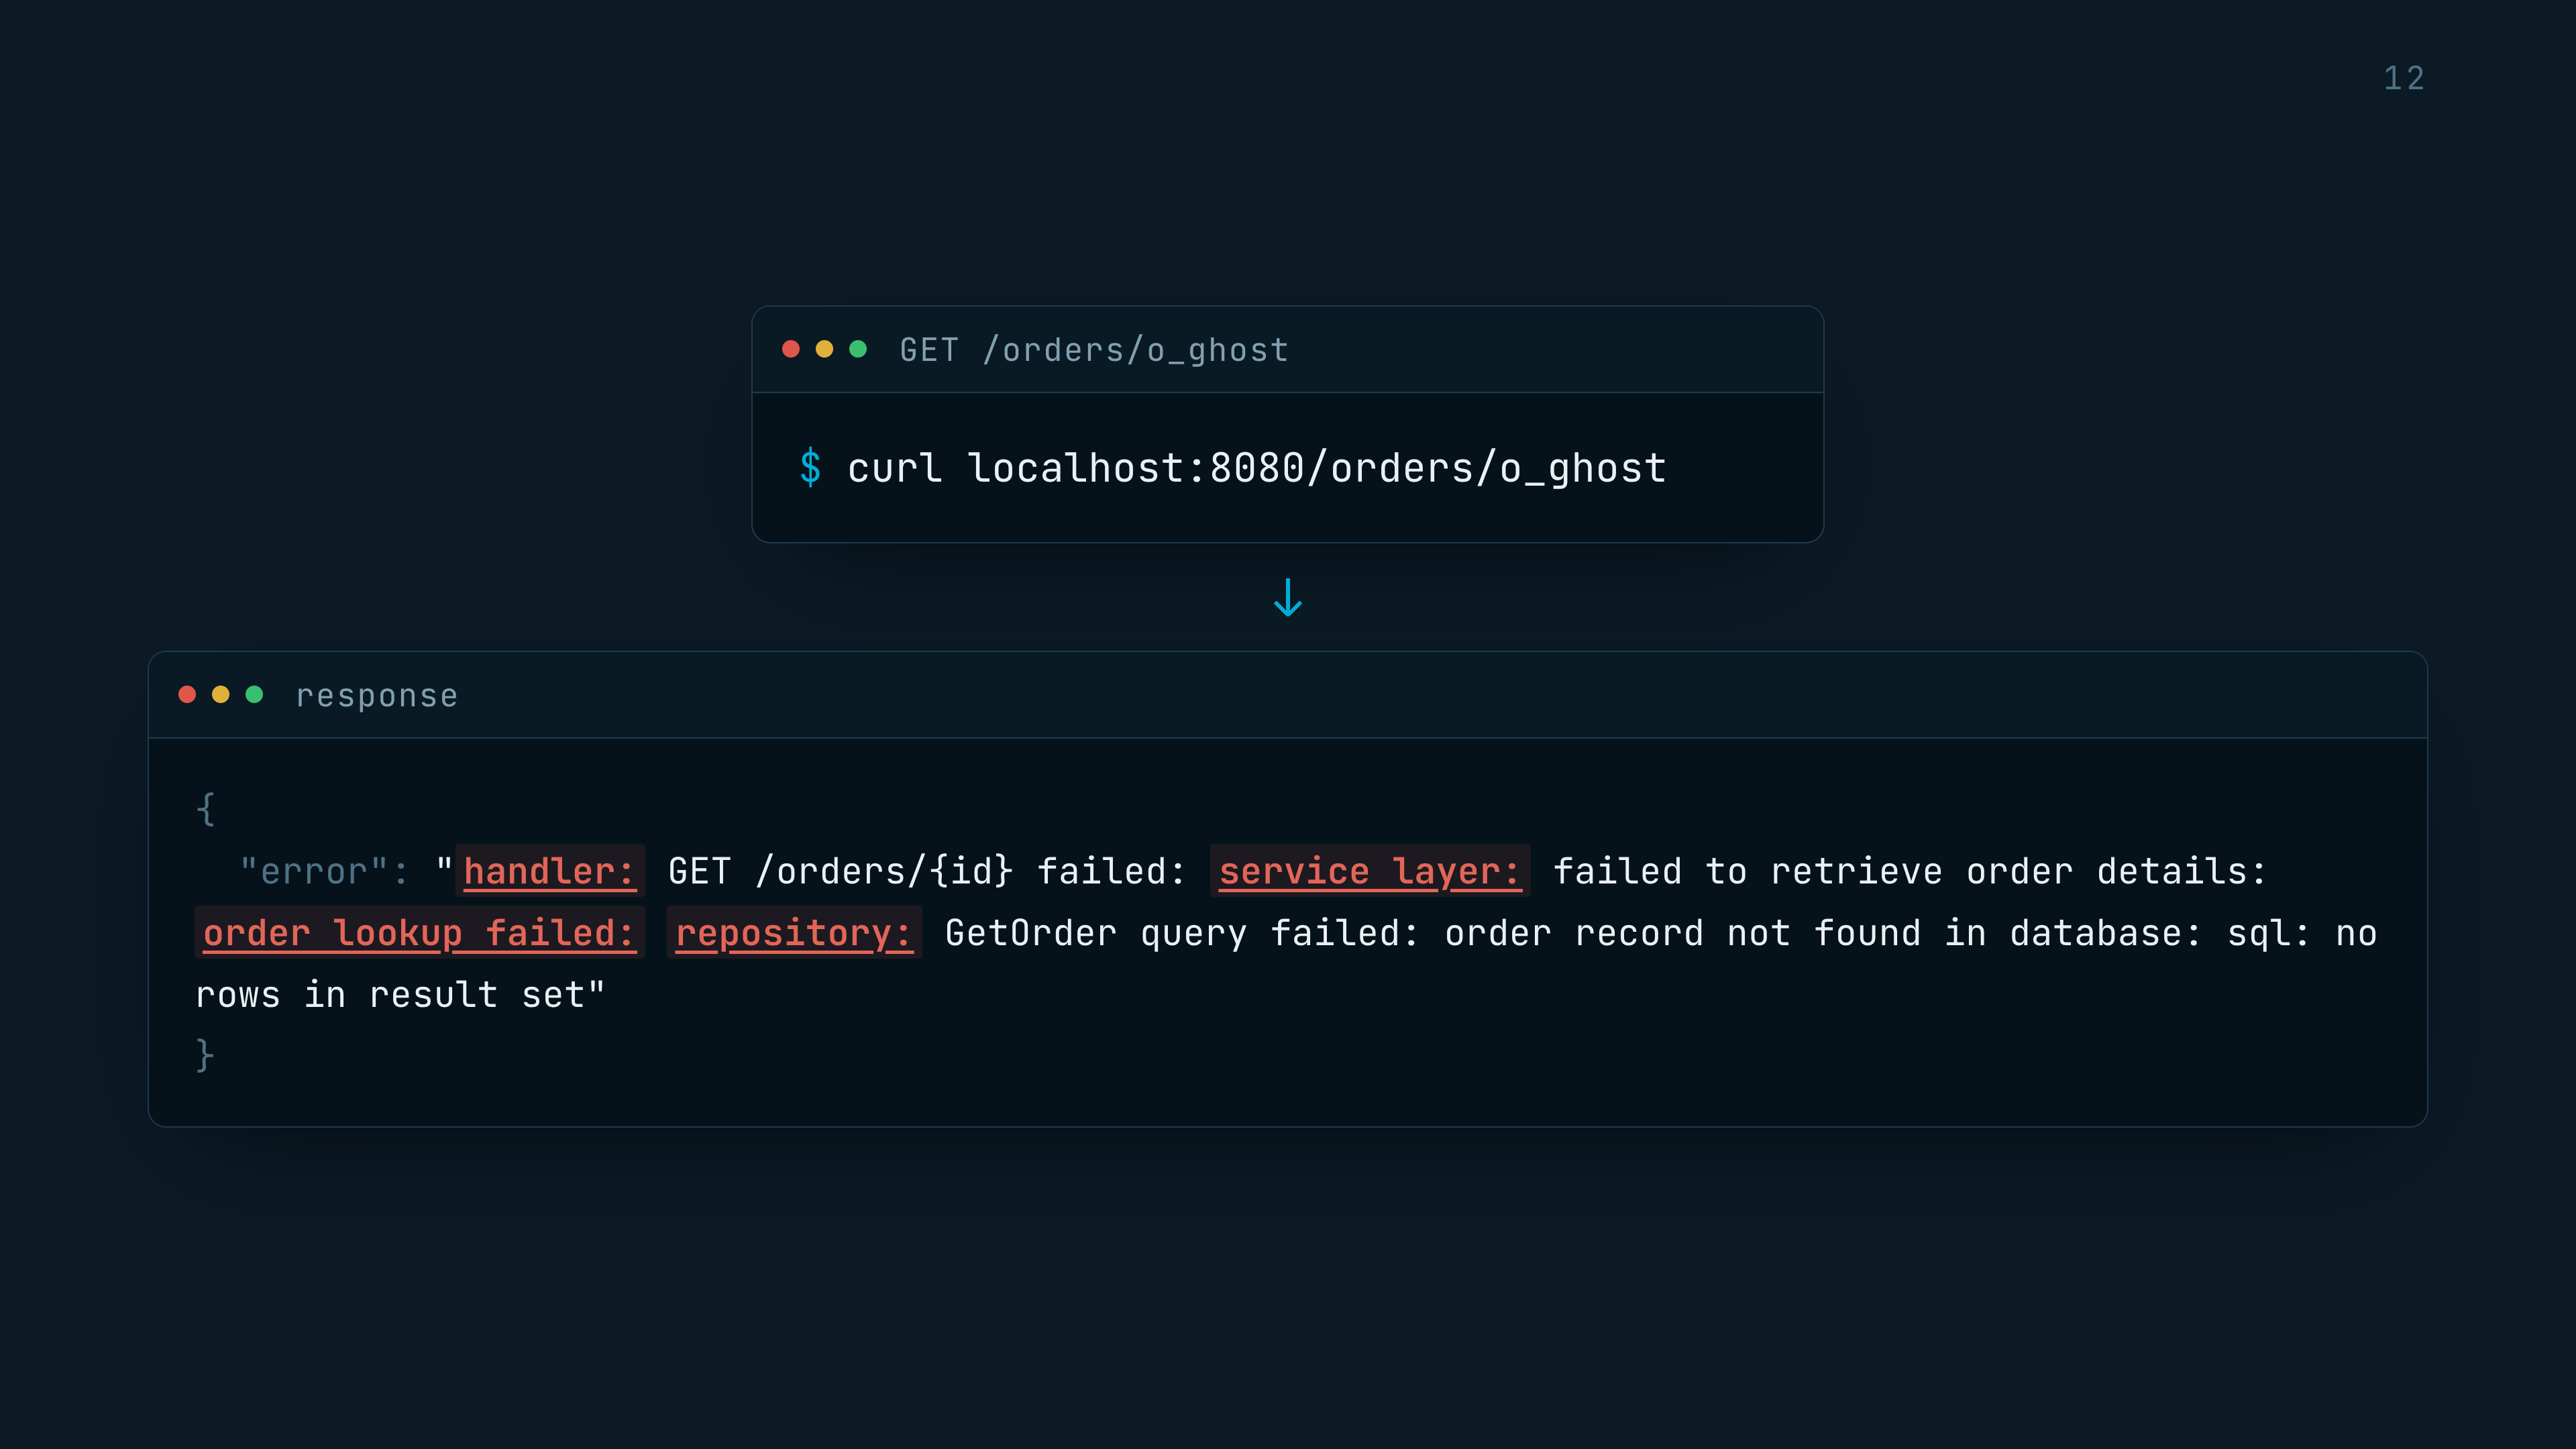 12
GET /orders/o_ghost
$ curl localhost:8080/orders/o_ghost
↓
response
{
"error": "handler: GET /orders/{id} failed: service layer: failed to retrieve order details:
order lookup failed: repository: GetOrder query failed: order record not found in database: sql: no
rows in result set"
}